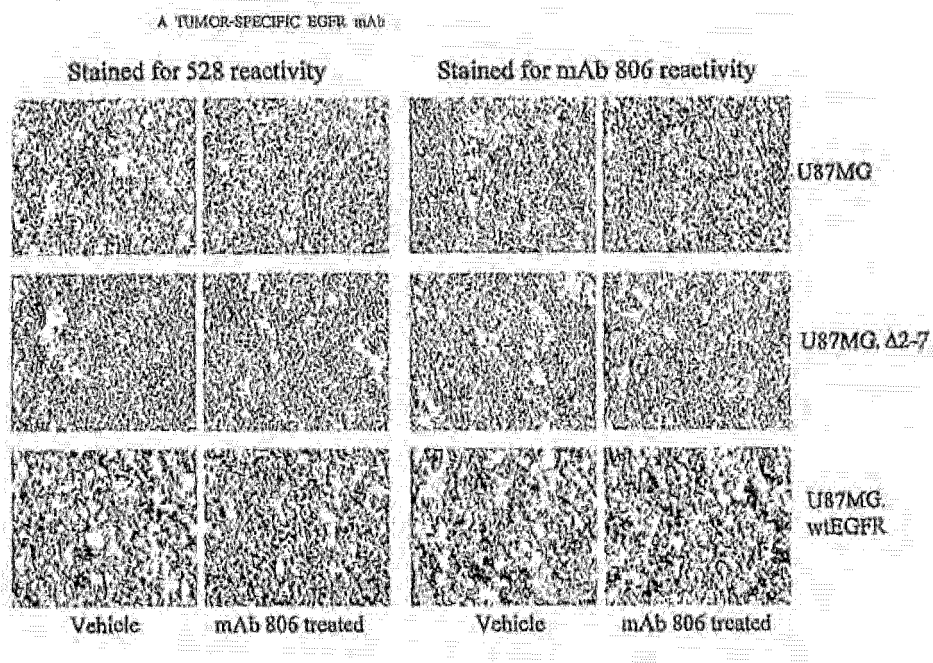 A TUMOR-SPECIFIC EGFR mAb
Stained for 528 reactivity
Stained for mAb 806 reactivity
U87MG
U87MG. Δ2-7
U87MG.
wtEGFR
Vehicle
mAb 806 treated
Vehicle
mAb 806 treated